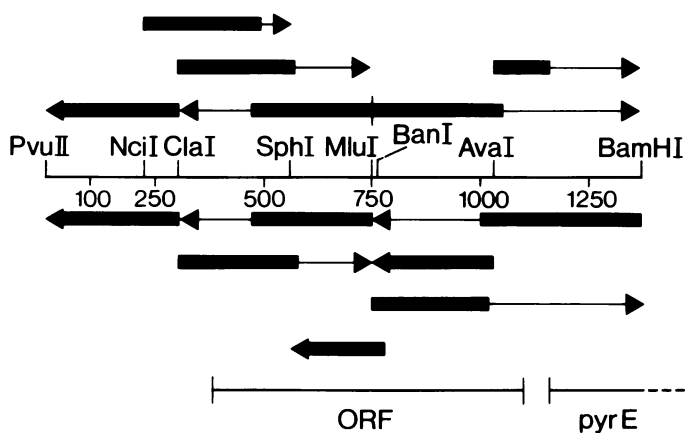 PvuII NciI ClaI SphI MluI BanI AvaI BamHI
100 250 500 750 1000 1250
ORF pyrE